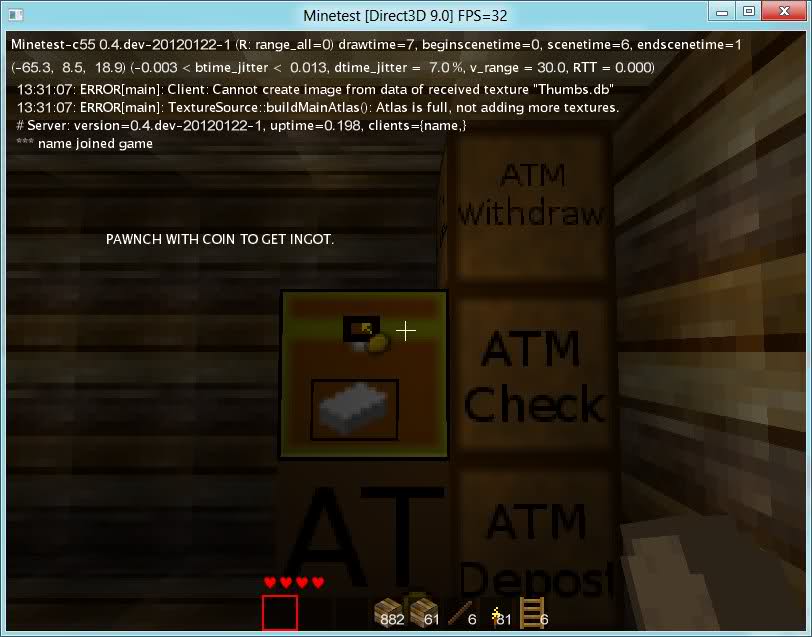 Minetest [Direct3D 9.0] FPS=32
Minetest-c55 0.4.dev-20120122-1 (R: range_all=0) drawtime=7, beginscenetime=0, scenetime=6, endscenetime=1
(-65.3, 8.5, 18.9) (-0.003 < btime_jitter < 0.013, dtime_jitter = 7.0 %, v_range = 30.0, RTT = 0.000)
13:31:07: ERROR[main]: Client: Cannot create image from data of received texture "Thumbs.db"
13:31:07: ERROR[main]: TextureSource::buildMainAtlas(): Atlas is full, not adding more textures.
# Server: version=0.4.dev-20120122-1, uptime=0.198, clients={name,}
*** name joined game
ATM
Withdraw
PAWNCH WITH COIN TO GET INGOT.
ATM
Check
AT
ATM
Depost
882 61 6 81 6